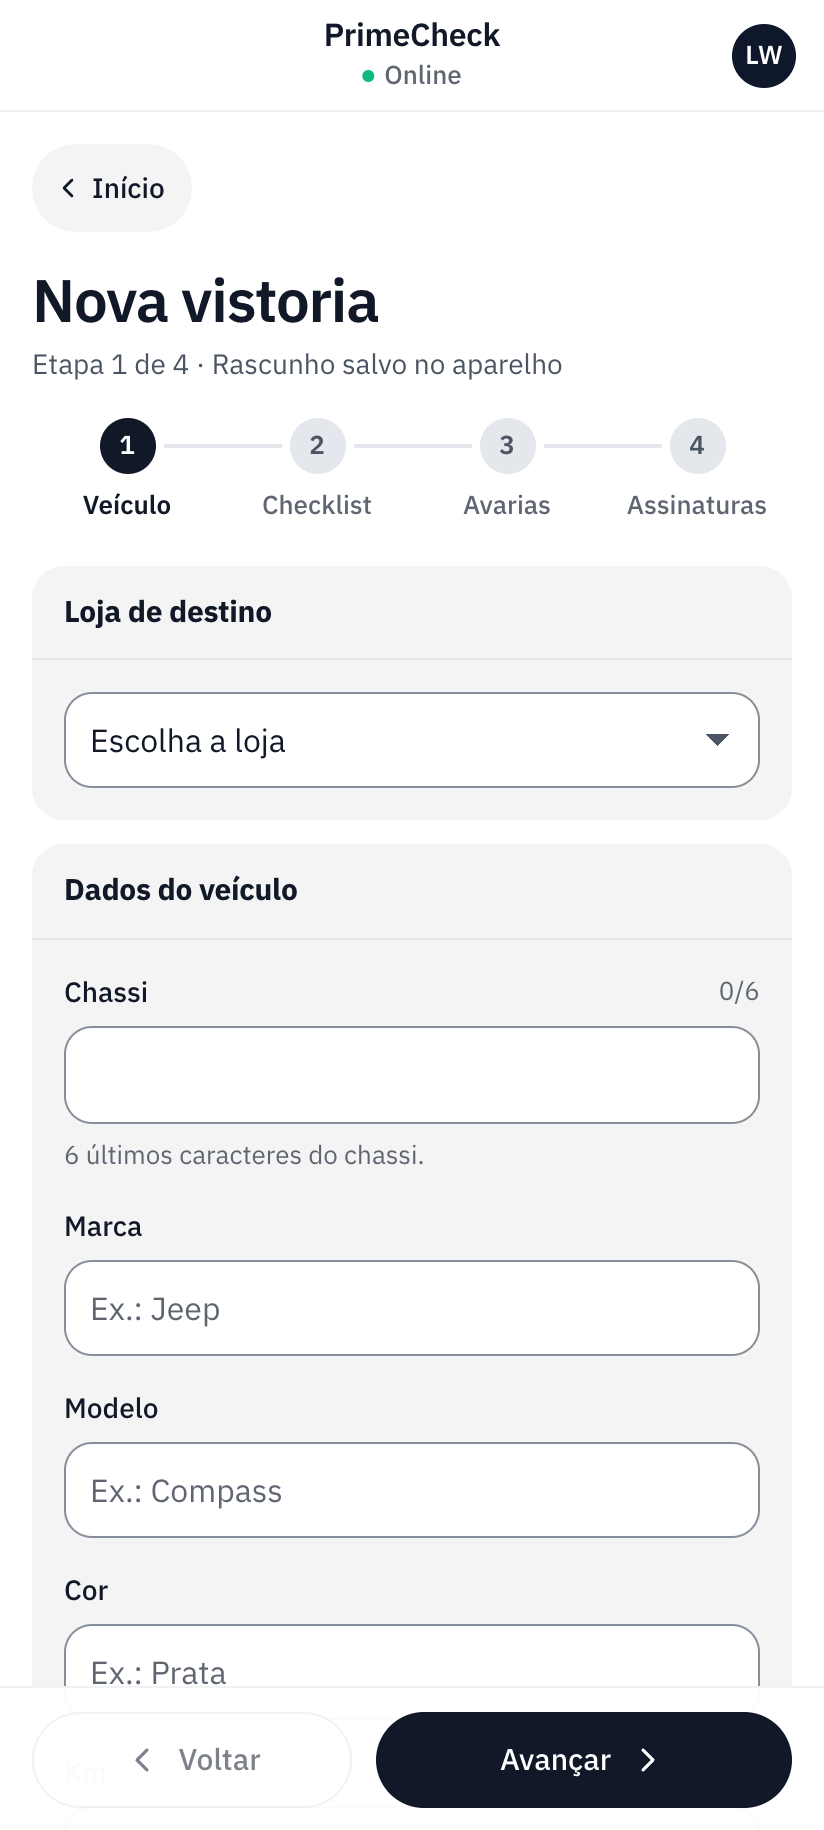 PrimeCheck
Online
LW
Início
Nova vistoria
Etapa 1 de 4 · Rascunho salvo no aparelho
1 2 3 4
Veículo Checklist Avarias Assinaturas
Loja de destino
Escolha a loja
Dados do veículo
Chassi 0/6
6 últimos caracteres do chassi.
Marca
Ex.: Jeep
Modelo
Ex.: Compass
Cor
Ex.: Prata
Km
Voltar Avançar